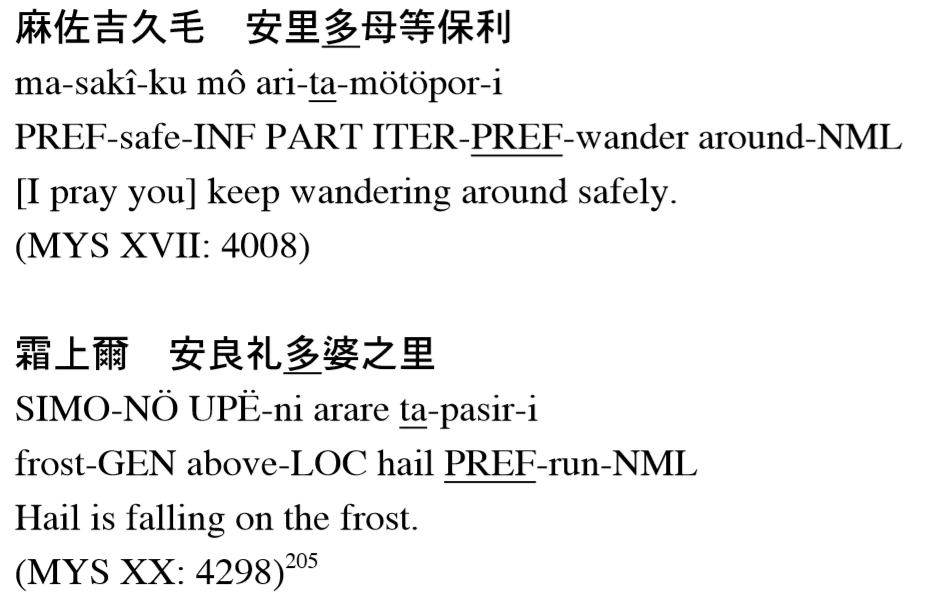 麻佐吉久毛　安里多母等保利
ma-sakî-ku mô ari-ta-mötöpor-i
PREF-safe-INF PART ITER-PREF-wander around-NML
[I pray you] keep wandering around safely.
(MYS XVII: 4008)
霜上爾　安良礼多婆之里
SIMO-NÖ UPË-ni arare ta-pasir-i
frost-GEN above-LOC hail PREF-run-NML
Hail is falling on the frost.
(MYS XX: 4298)205